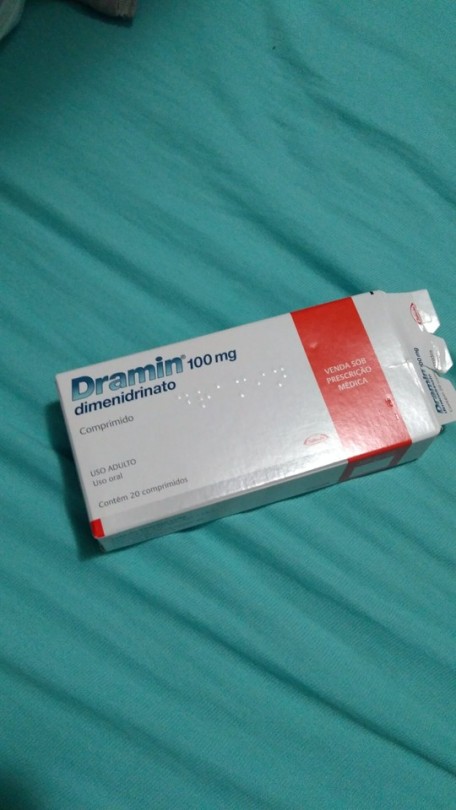 Dramin® 100 mg
dimenidrinato
Comprimido
USO ADULTO
Uso oral
Contém 20 comprimidos
VENDA SOB
PRESCRIÇÃO
MÉDICA
Dramin